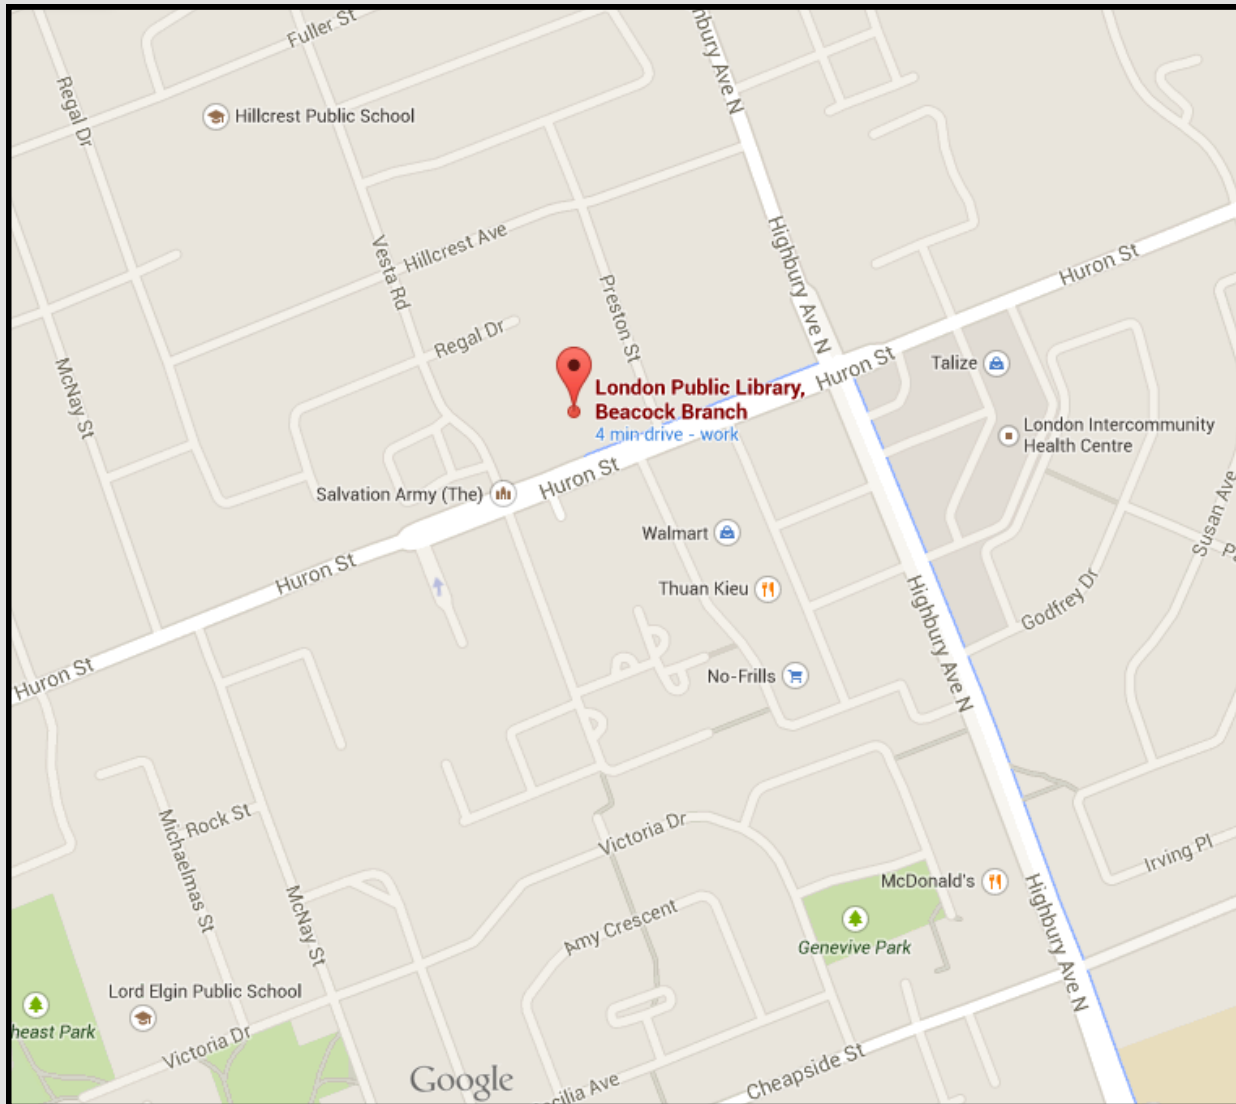 Fuller St
hbury Ave N
Regal Dr
Hillcrest Public School
Highbury Ave N
Hillcrest Ave
Vesta Rd
Huron St
Preston St
Regal Dr
Huron St
Talize
McNay St
London Public Library,
Beacock Branch
4 min drive - work
London Intercommunity
Health Centre
Huron St
Salvation Army (The)
Susan Ave
Walmart
Huron St
Thuan Kieu
Godfrey Dr
Highbury Ave N
Huron St
No-Frills
Rock St
Victoria Dr
Michaelmas St
Irving Pl
McDonald's
McNay St
Amy Crescent
Highbury Ave N
Genevive Park
Lord Elgin Public School
heast Park
Victoria Dr
Google
cilia Ave
Cheapside St